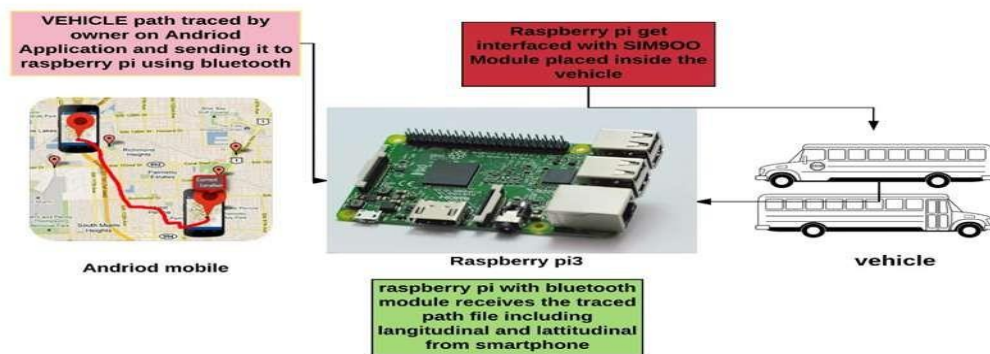 VEHICLE path traced by
owner on Andriod
Application and sending it to
raspberry pi using bluetooth
Raspberry pi get
interfaced with SIM9OO
Module placed inside the
vehicle
Andriod mobile
Raspberry pi3
vehicle
raspberry pi with bluetooth
module receives the traced
path file including
langitudinal and lattitudinal
from smartphone